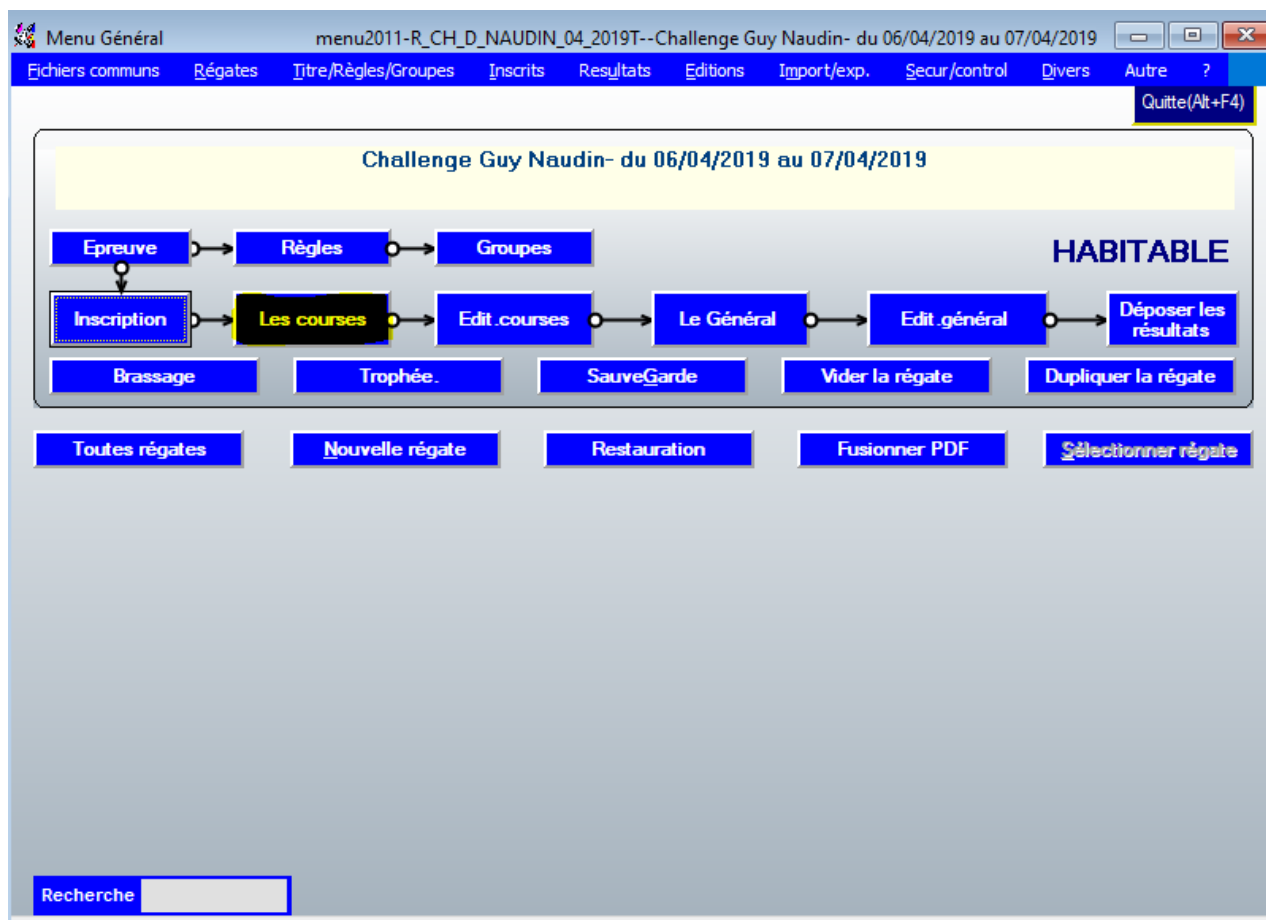 Menu Général menu2011-R_CH_D_NAUDIN_04_2019T--Challenge Guy Naudin- du 06/04/2019 au 07/04/2019
Fichiers communs Régates Titre/Règles/Groupes Inscrits Resultats Editions Import/exp. Secur/control Divers Autre ?
Quitte(Alt+F4)
Challenge Guy Naudin- du 06/04/2019 au 07/04/2019
Epreuve Règles Groupes HABITABLE
Inscription Les courses Edit.courses Le Général Edit.général Déposer les résultats
Brassage Trophée. SauveGarde Vider la régate Dupliquer la régate
Toutes régates Nouvelle régate Restauration Fusionner PDF Sélectionner régate
Recherche